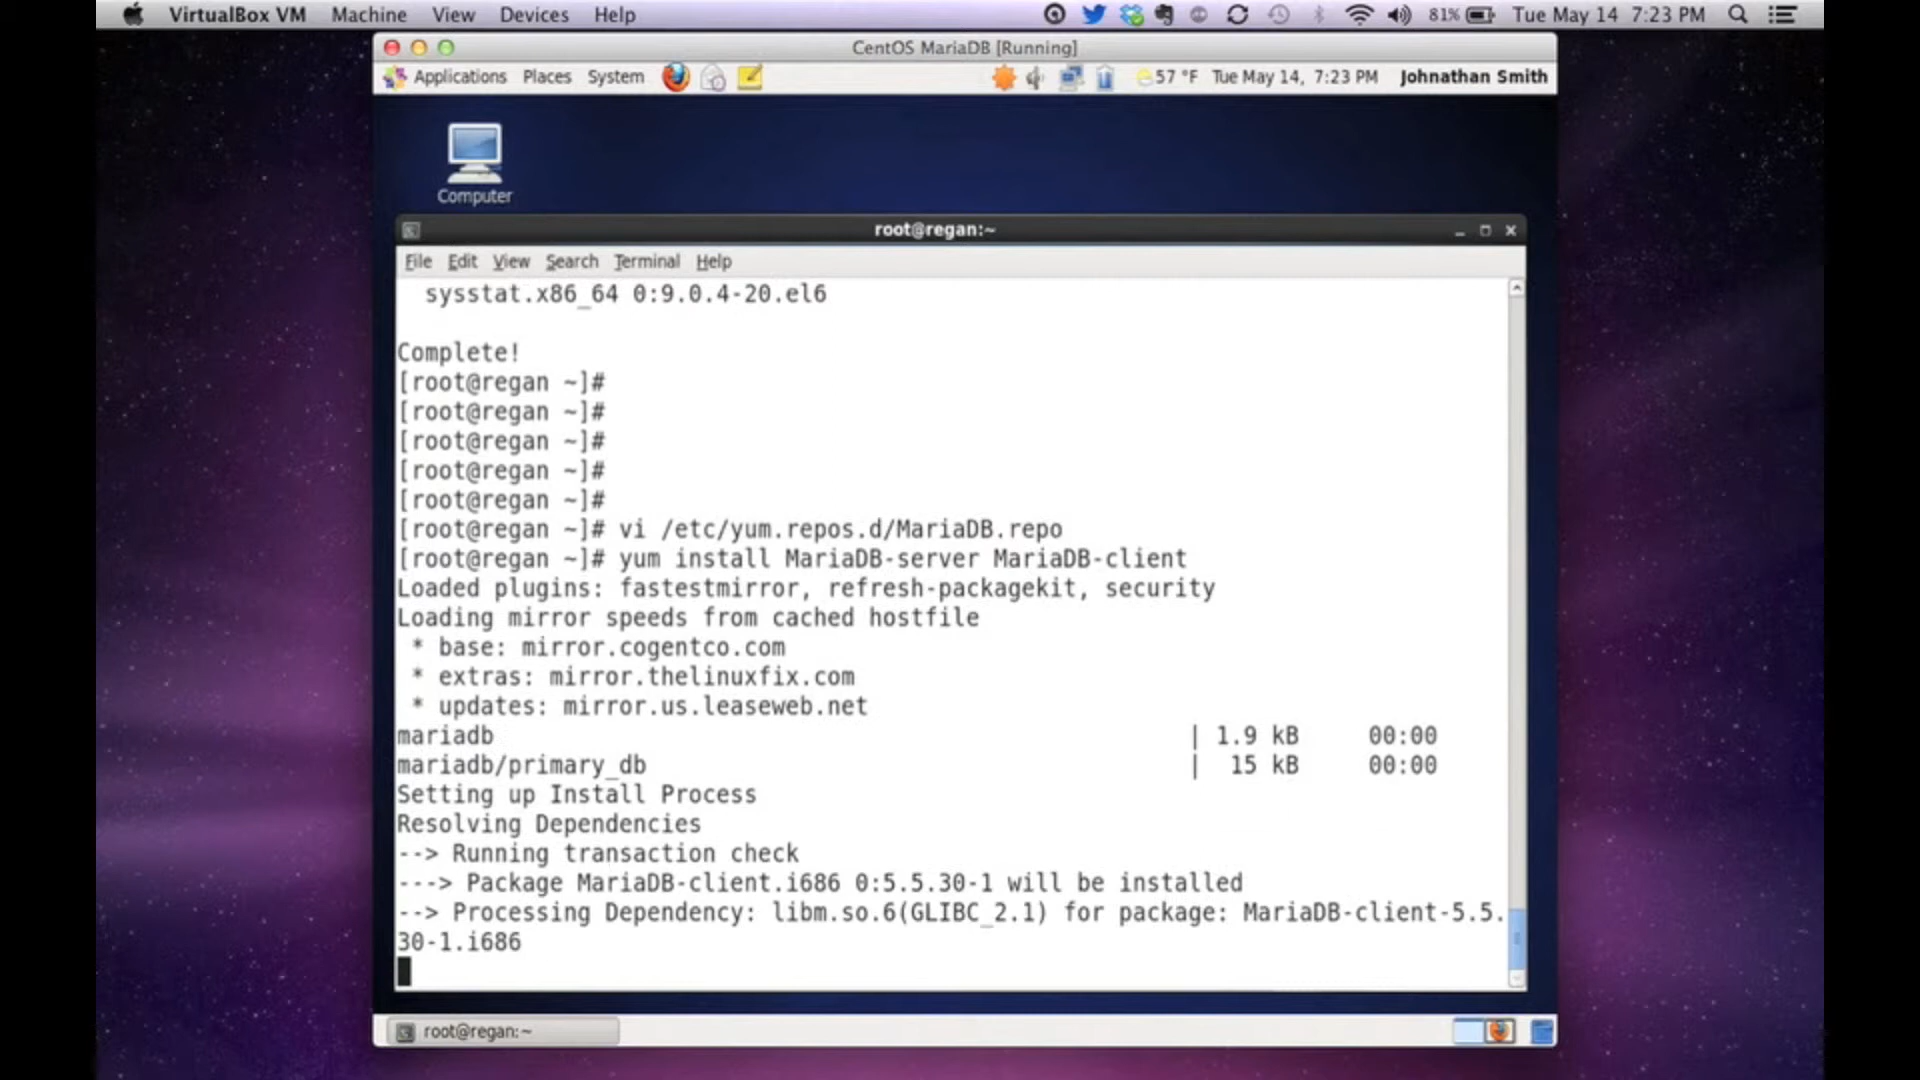 VirtualBox VM Machine View Devices Help 81% Tue May 14 7:23 PM
CentOS MariaDB [Running]
Applications Places System 57 °F Tue May 14, 7:23 PM Johnathan Smith
Computer
root@regan:~
File Edit View Search Terminal Help
sysstat.x86_64 0:9.0.4-20.el6
Complete!
[root@regan ~]#
[root@regan ~]#
[root@regan ~]#
[root@regan ~]#
[root@regan ~]#
[root@regan ~]# vi /etc/yum.repos.d/MariaDB.repo
[root@regan ~]# yum install MariaDB-server MariaDB-client
Loaded plugins: fastestmirror, refresh-packagekit, security
Loading mirror speeds from cached hostfile
* base: mirror.cogentco.com
* extras: mirror.thelinuxfix.com
* updates: mirror.us.leaseweb.net
mariadb | 1.9 kB 00:00
mariadb/primary_db | 15 kB 00:00
Setting up Install Process
Resolving Dependencies
--> Running transaction check
---> Package MariaDB-client.i686 0:5.5.30-1 will be installed
--> Processing Dependency: libm.so.6(GLIBC_2.1) for package: MariaDB-client-5.5.
30-1.i686
root@regan:~